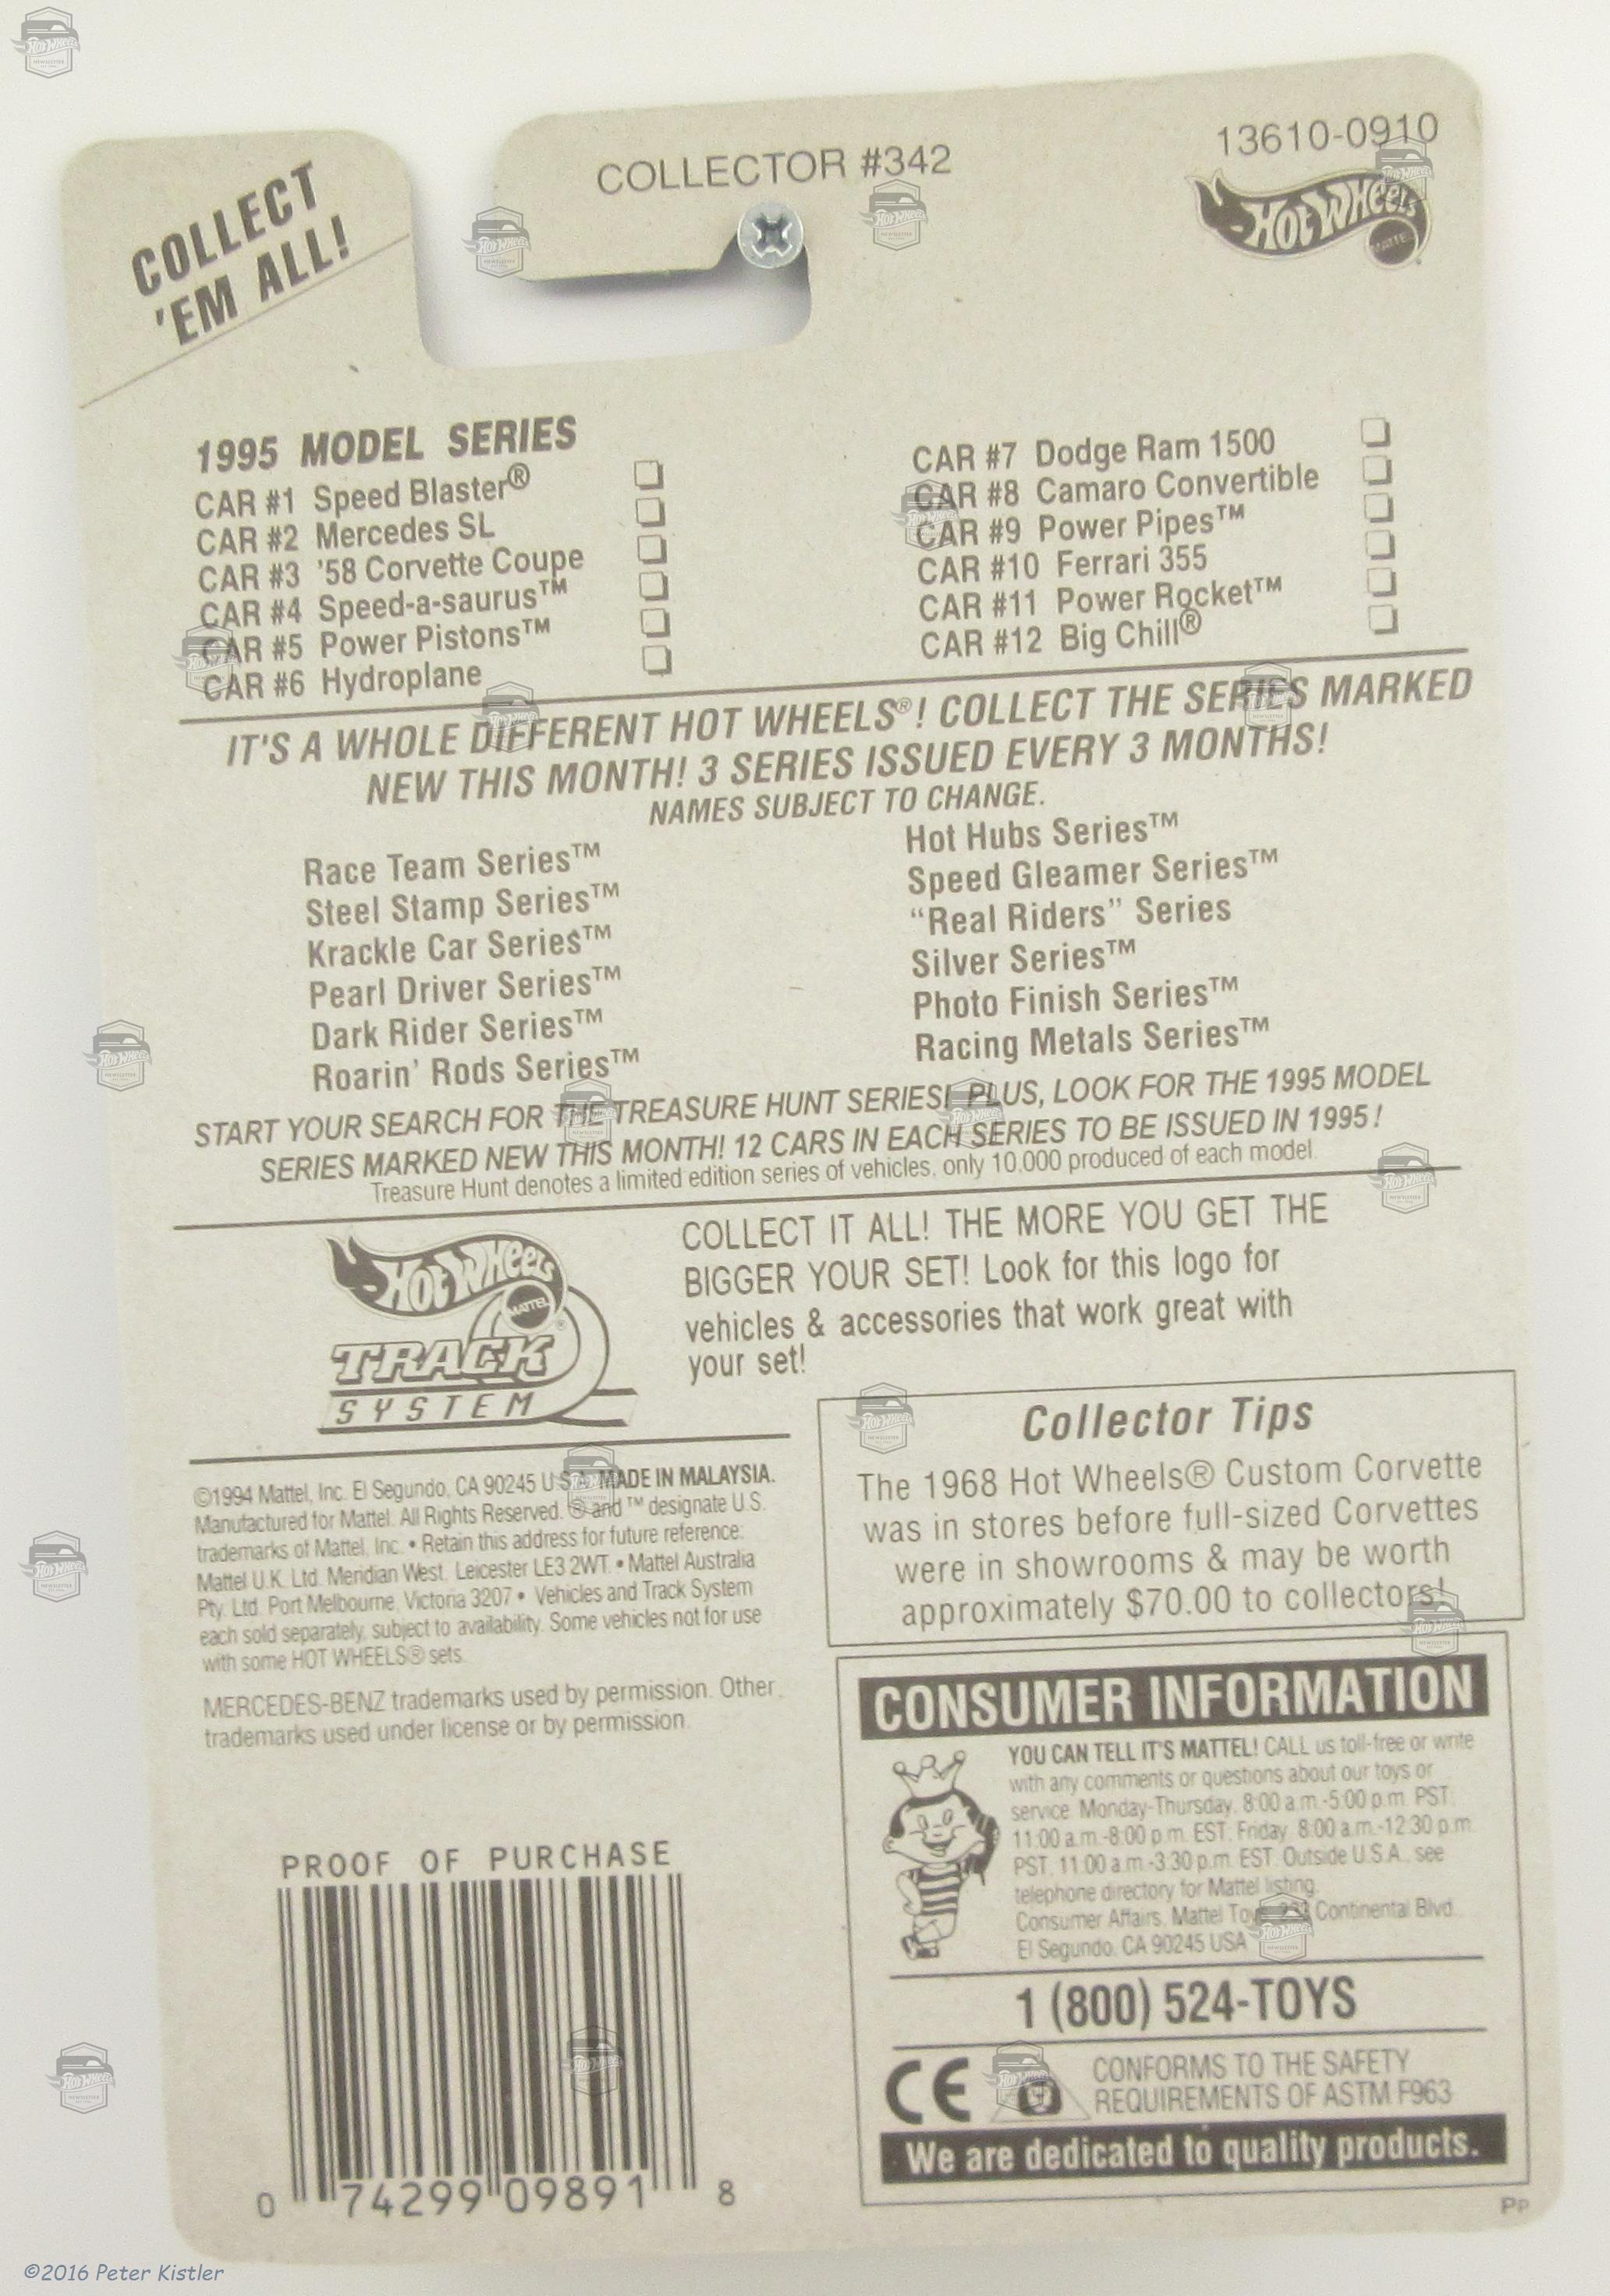 COLLECTOR #342
13610-0910
COLLECT
'EM ALL!
HOT WHEELS
MATTEL
1995 MODEL SERIES
CAR #1 Speed Blaster®
CAR #2 Mercedes SL
CAR #3 '58 Corvette Coupe
CAR #4 Speed-a-saurus™
CAR #5 Power Pistons™
CAR #6 Hydroplane
CAR #7 Dodge Ram 1500
CAR #8 Camaro Convertible
CAR #9 Power Pipes™
CAR #10 Ferrari 355
CAR #11 Power Rocket™
CAR #12 Big Chill®
IT'S A WHOLE DIFFERENT HOT WHEELS®! COLLECT THE SERIES MARKED
NEW THIS MONTH! 3 SERIES ISSUED EVERY 3 MONTHS!
NAMES SUBJECT TO CHANGE.
Race Team Series™
Steel Stamp Series™
Krackle Car Series™
Pearl Driver Series™
Dark Rider Series™
Roarin' Rods Series™
Hot Hubs Series™
Speed Gleamer Series™
“Real Riders” Series
Silver Series™
Photo Finish Series™
Racing Metals Series™
START YOUR SEARCH FOR THE TREASURE HUNT SERIES! PLUS, LOOK FOR THE 1995 MODEL
SERIES MARKED NEW THIS MONTH! 12 CARS IN EACH SERIES TO BE ISSUED IN 1995!
Treasure Hunt denotes a limited edition series of vehicles, only 10,000 produced of each model.
HOT WHEELS
MATTEL
®
TRACK
SYSTEM
COLLECT IT ALL! THE MORE YOU GET THE
BIGGER YOUR SET! Look for this logo for
vehicles & accessories that work great with
your set!
©1994 Mattel, Inc. El Segundo, CA 90245 U.S.A. MADE IN MALAYSIA.
Manufactured for Mattel. All Rights Reserved. ® and ™ designate U.S.
trademarks of Mattel, Inc. • Retain this address for future reference:
Mattel U.K. Ltd. Meridian West, Leicester LE3 2WT. • Mattel Australia
Pty. Ltd. Port Melbourne, Victoria 3207 • Vehicles and Track System
each sold separately, subject to availability. Some vehicles not for use
with some HOT WHEELS® sets.
MERCEDES-BENZ trademarks used by permission. Other
trademarks used under license or by permission.
Collector Tips
The 1968 Hot Wheels® Custom Corvette
was in stores before full-sized Corvettes
were in showrooms & may be worth
approximately $70.00 to collectors!
CONSUMER INFORMATION
YOU CAN TELL IT'S MATTEL! CALL us toll-free or write
with any comments or questions about our toys or
service. Monday-Thursday, 8:00 a.m.-5:00 p.m. PST,
11:00 a.m.-8:00 p.m. EST. Friday, 8:00 a.m.-12:30 p.m.
PST, 11:00 a.m.-3:30 p.m. EST. Outside U.S.A., see
telephone directory for Mattel listing.
Consumer Affairs, Mattel Continental Blvd.,
El Segundo, CA 90245 USA
1 (800) 524-TOYS
CE
CONFORMS TO THE SAFETY
REQUIREMENTS OF ASTM F963
We are dedicated to quality products.
PROOF OF PURCHASE
0 74299 09891 8
PP
©2016 Peter Kistler